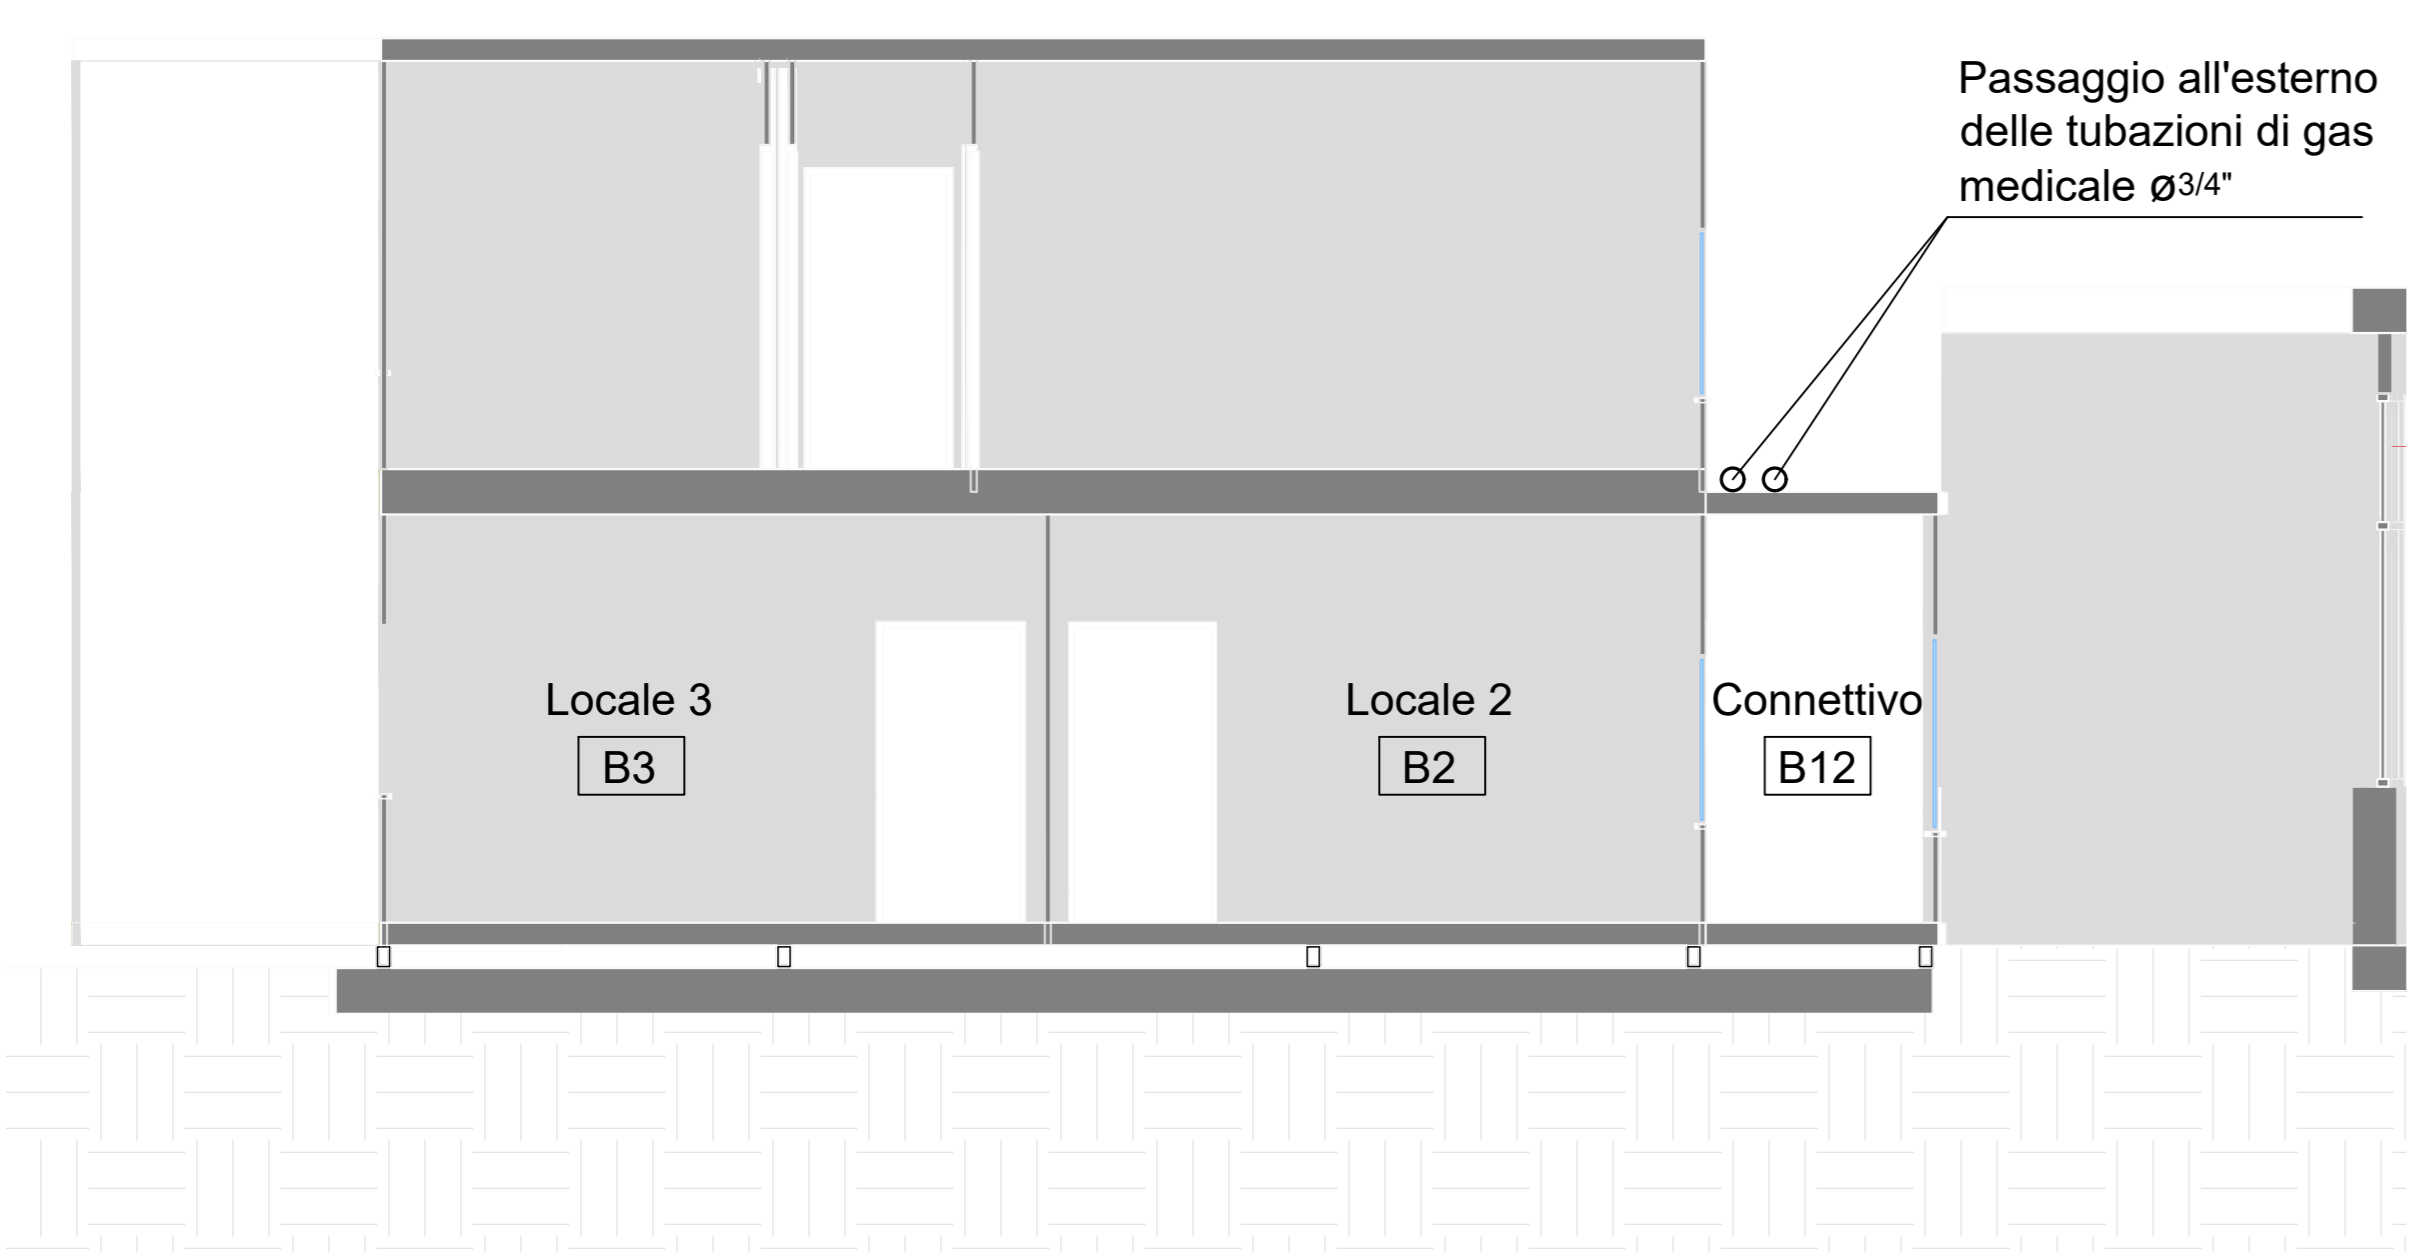 Passaggio all'esterno
delle tubazioni di gas
medicale ø3/4"
Locale 3
B3
Locale 2
B2
Connettivo
B12